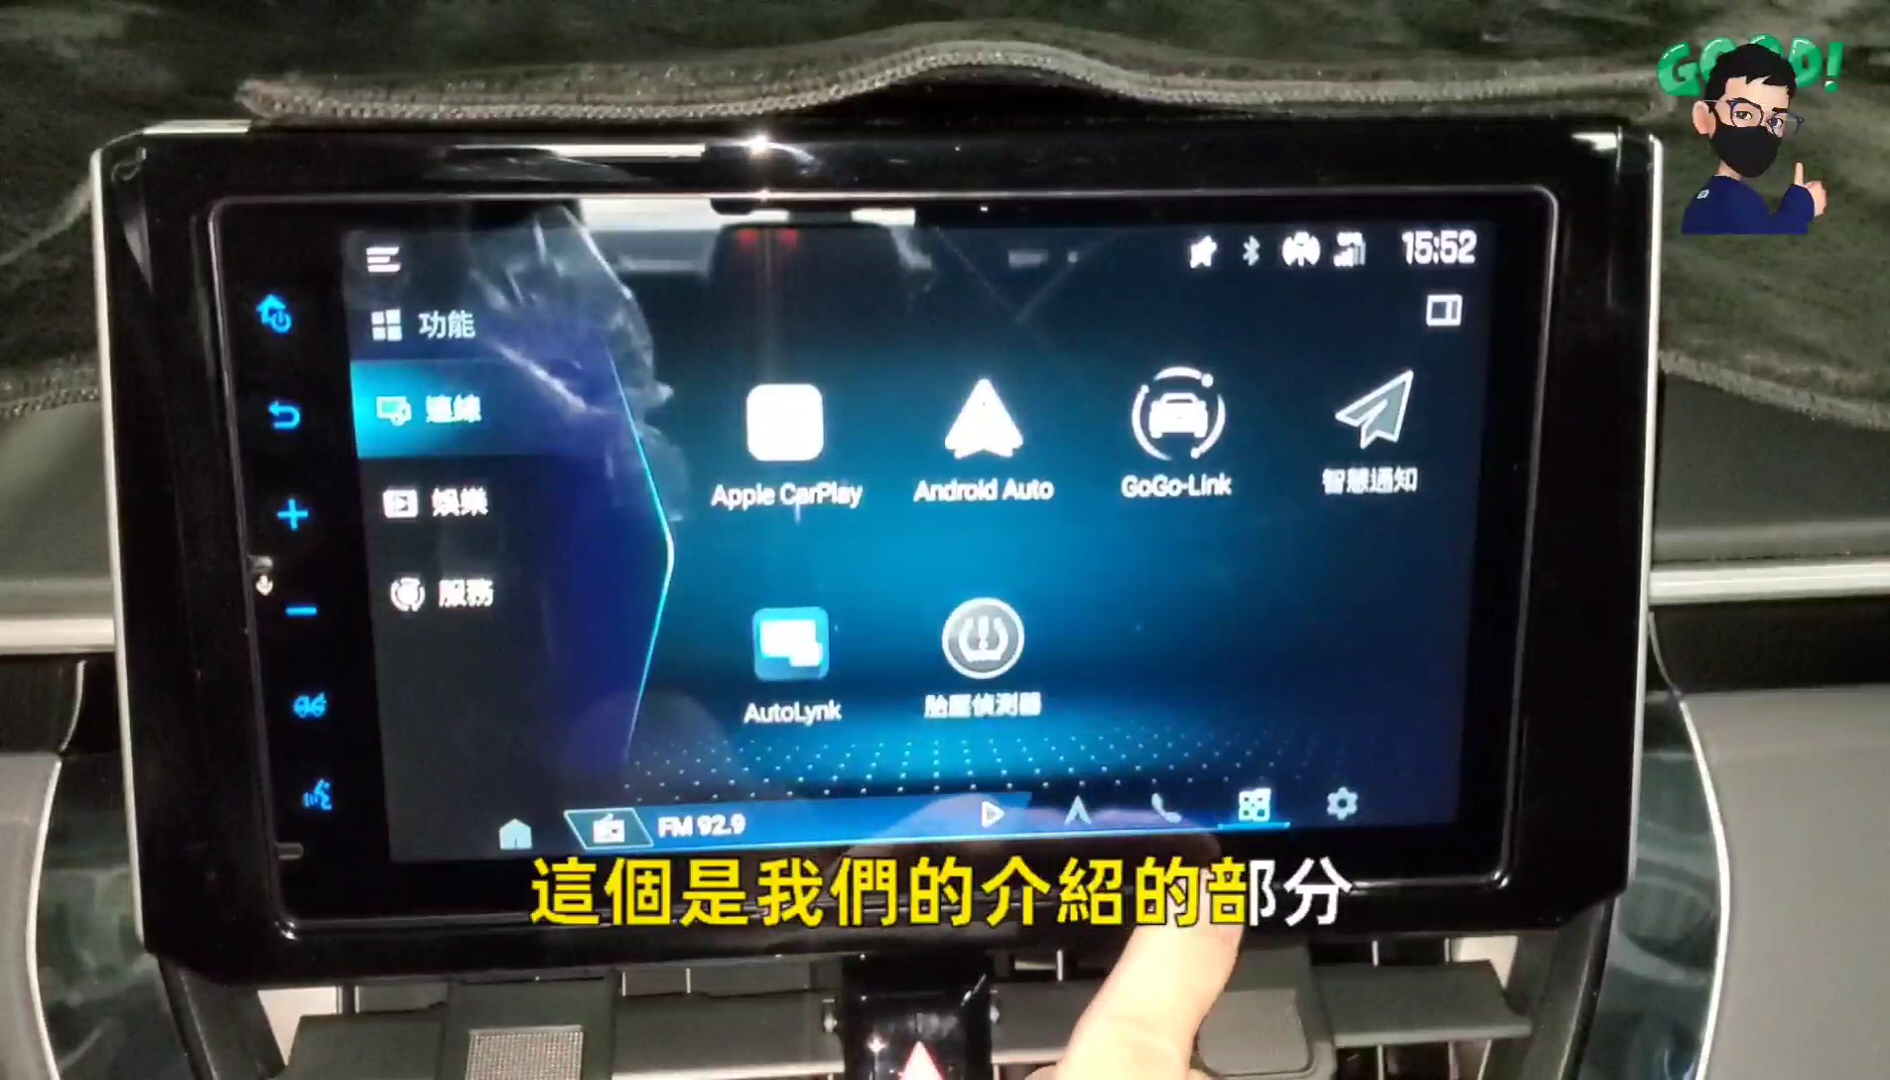 GOOD!
15:52
功能
連線
娛樂
服務
Apple CarPlay
Android Auto
GoGo-Link
智慧通知
AutoLynk
胎壓偵測器
FM 92.9
這個是我們的介紹的部分